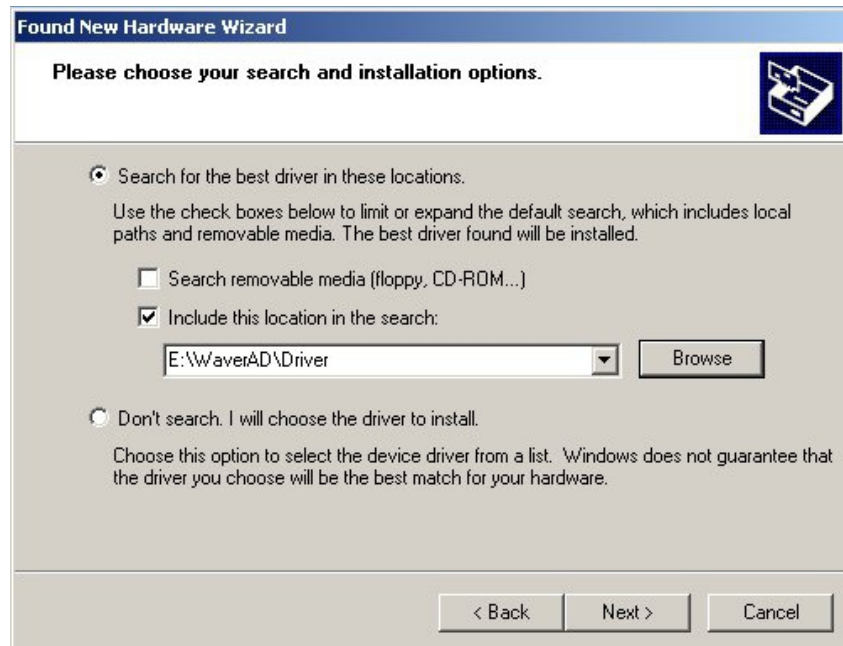 Found New Hardware Wizard
Please choose your search and installation options.
Search for the best driver in these locations.
Use the check boxes below to limit or expand the default search, which includes local
paths and removable media. The best driver found will be installed.
Search removable media (floppy, CD-ROM...)
Include this location in the search:
E:\WaverAD\Driver
Browse
Don't search. I will choose the driver to install.
Choose this option to select the device driver from a list. Windows does not guarantee that
the driver you choose will be the best match for your hardware.
< Back
Next >
Cancel